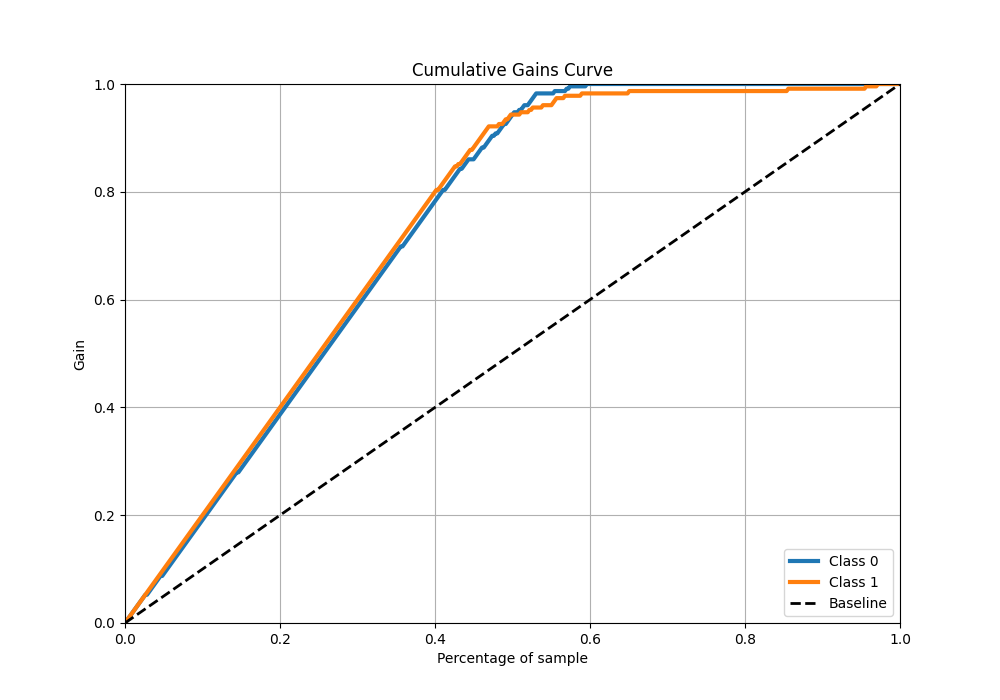 Cumulative Gains Curve
1.0
0.8
0.6
0.4
0.2
0.0
Gain
0.0 0.2 0.4 0.6 0.8 1.0
Percentage of sample
Class 0
Class 1
Baseline